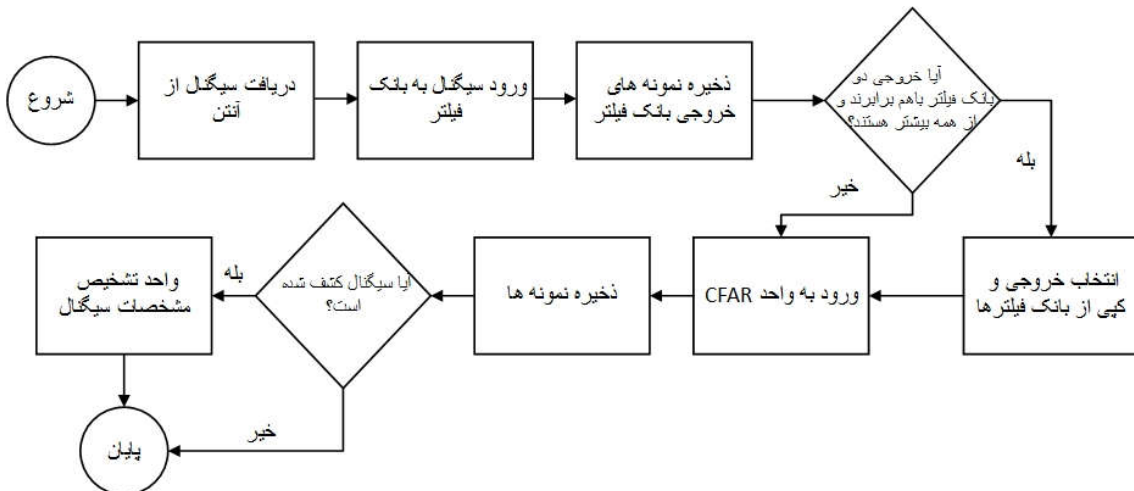 شروع
دریافت سیگنال از
آنتن
ورود سیگنال به بانک
فیلتر
ذخیره نمونه های
خروجی بانک فیلتر
آیا خروجی دو
بانک فیلتر باهم برابرند و
از همه بیشتر هستند؟
بله
خیر
انتخاب خروجی و
کپی از بانک فیلترها
ورود به واحد CFAR
ذخیره نمونه ها
آیا سیگنال کشف شده
است؟
بله
خیر
واحد تشخیص
مشخصات سیگنال
پایان